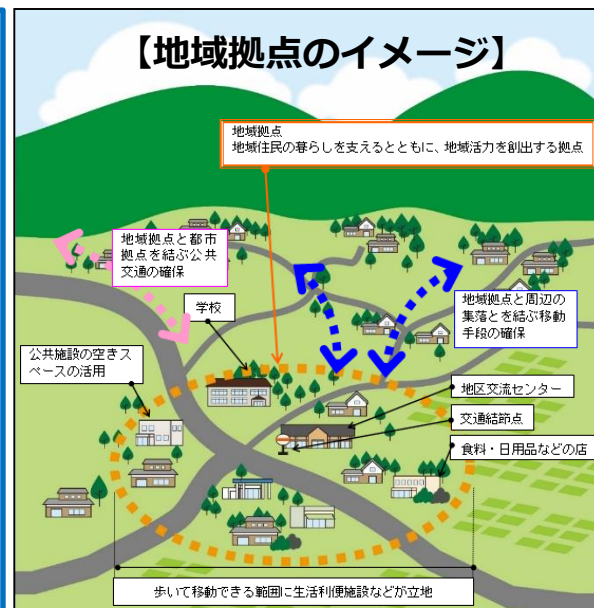 【地域拠点のイメージ】
地域拠点
地域住民の暮らしを支えるとともに、地域活力を創出する拠点
地域拠点と都市
拠点を結ぶ公共
交通の確保
学校
地域拠点と周辺の
集落とを結ぶ移動
手段の確保
公共施設の空きス
ペースの活用
地区交流センター
交通結節点
食料・日用品などの店
歩いて移動できる範囲に生活利便施設などが立地